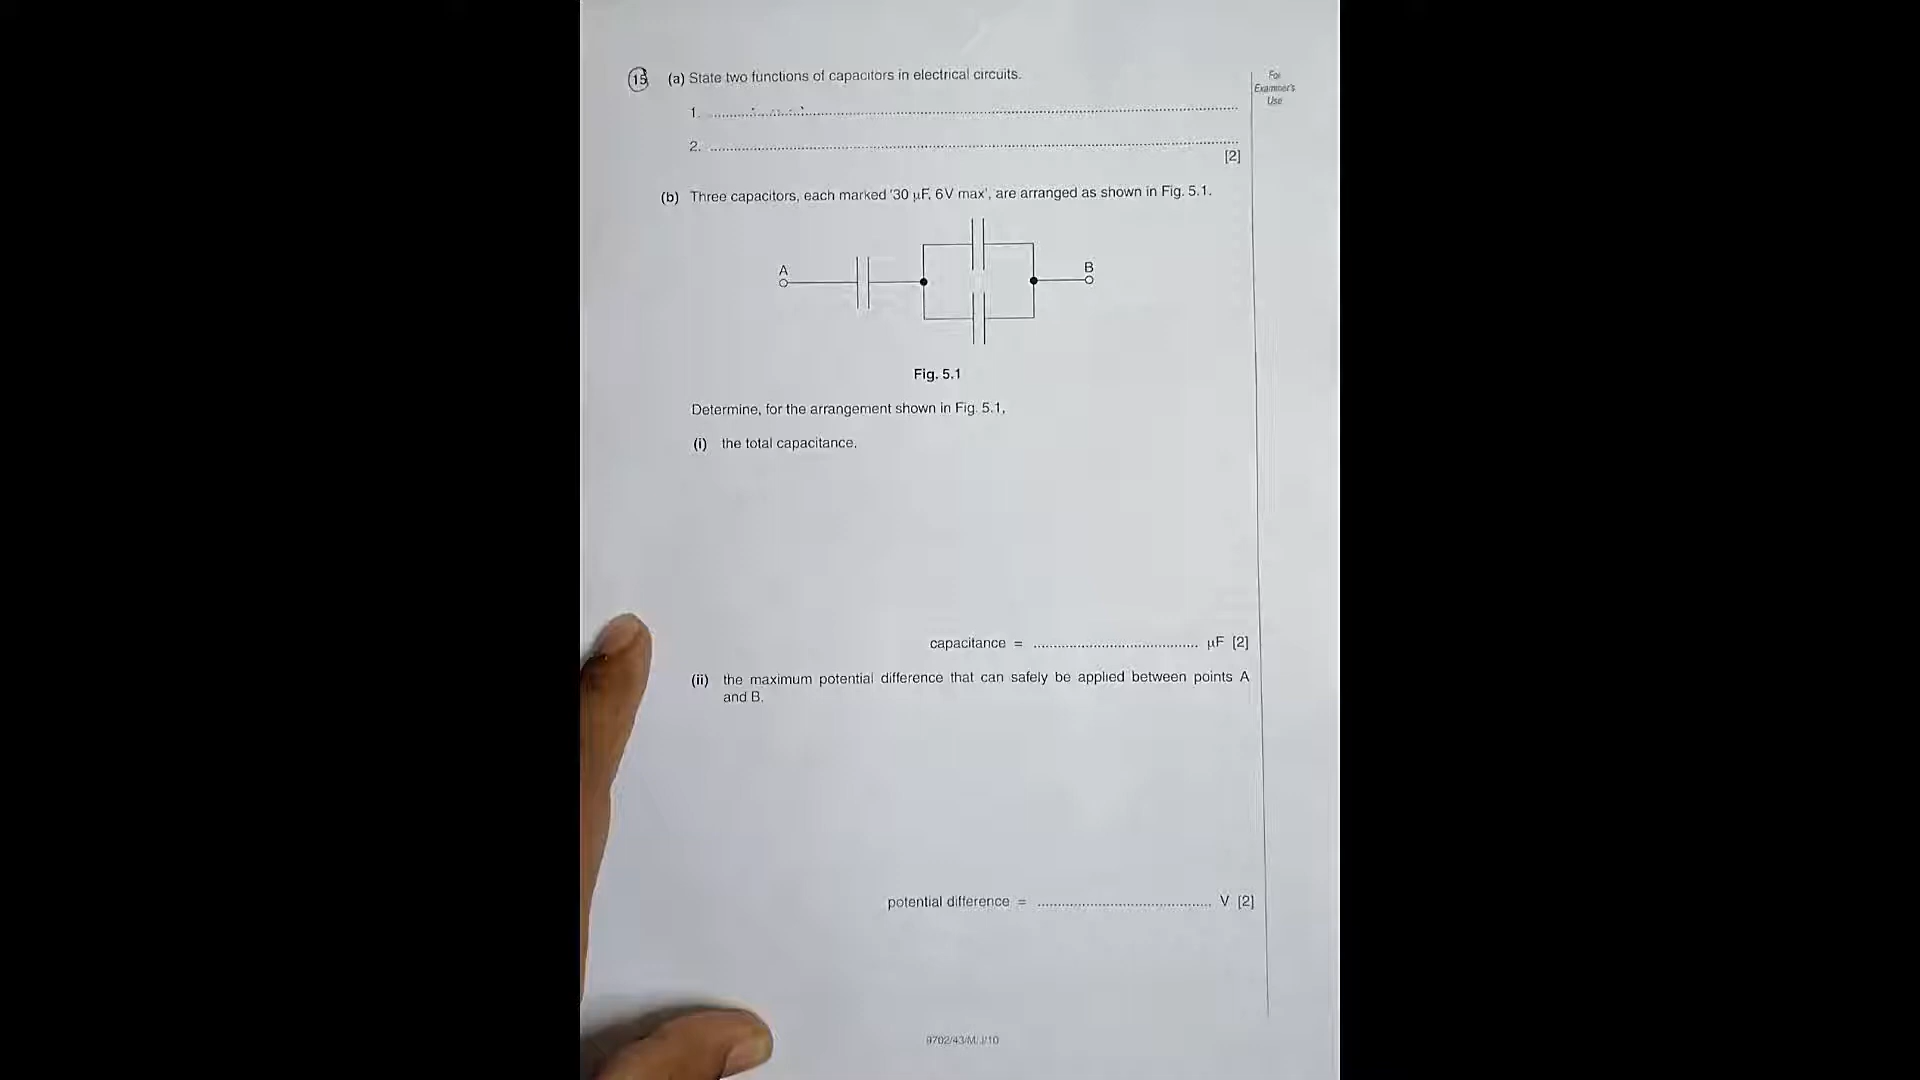 15 (a) State two functions of capacitors in electrical circuits.
For
Examiner's
Use
1. ..........
2. ..........
[2]
(b) Three capacitors, each marked '30 μF, 6V max', are arranged as shown in Fig. 5.1.
A
B
Fig. 5.1
Determine, for the arrangement shown in Fig. 5.1,
(i) the total capacitance.
capacitance = .......... μF [2]
(ii) the maximum potential difference that can safely be applied between points A
and B.
potential difference = .......... V [2]
9702/43/M/J/10